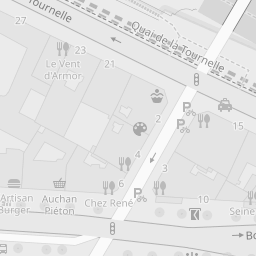 27
Tournelle
Quai de la Tournelle
23
21
Le Vent
d'Armor
2
15
4
3
6
10
Artisan
Burger
Auchan
Piéton
Chez René
Seine
Bo